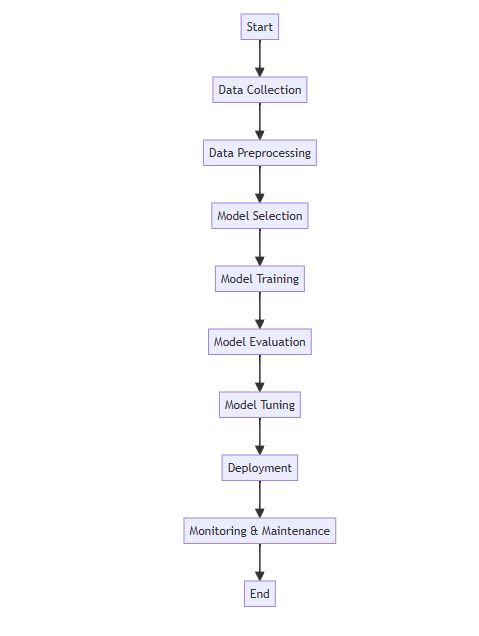 Start
Data Collection
Data Preprocessing
Model Selection
Model Training
Model Evaluation
Model Tuning
Deployment
Monitoring & Maintenance
End